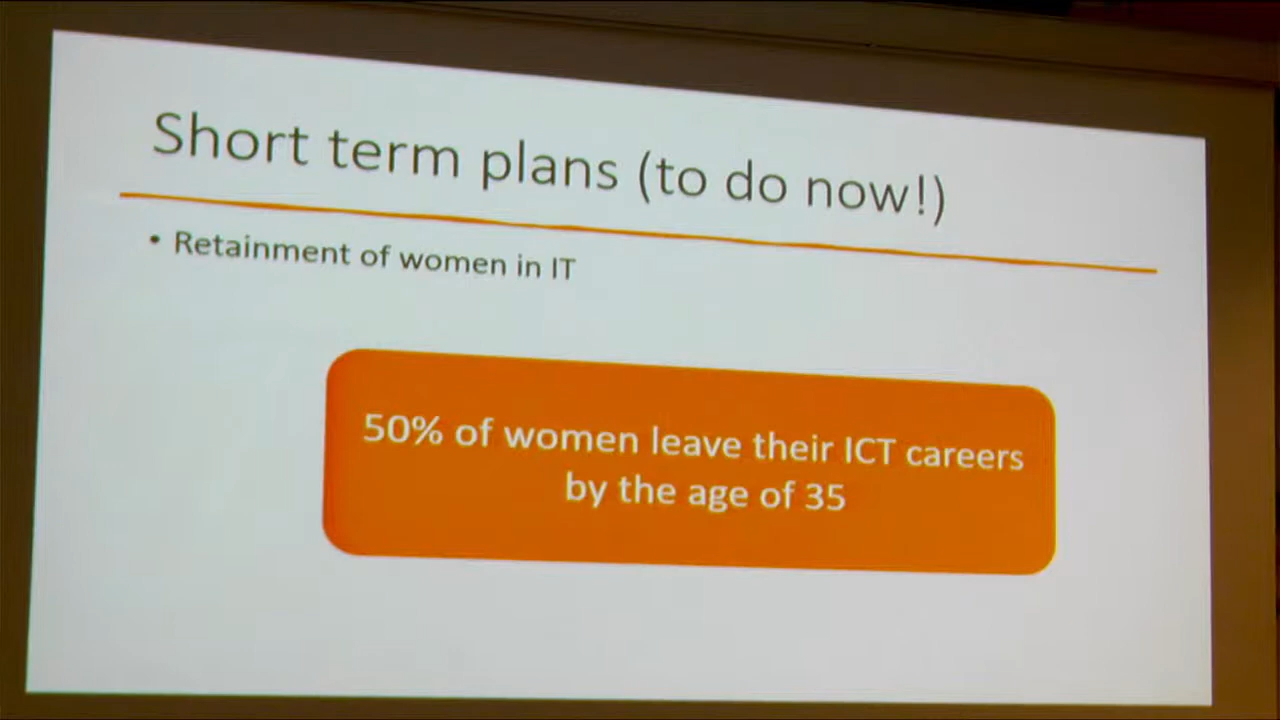 Short term plans (to do now!)
• Retainment of women in IT
50% of women leave their ICT careers
by the age of 35